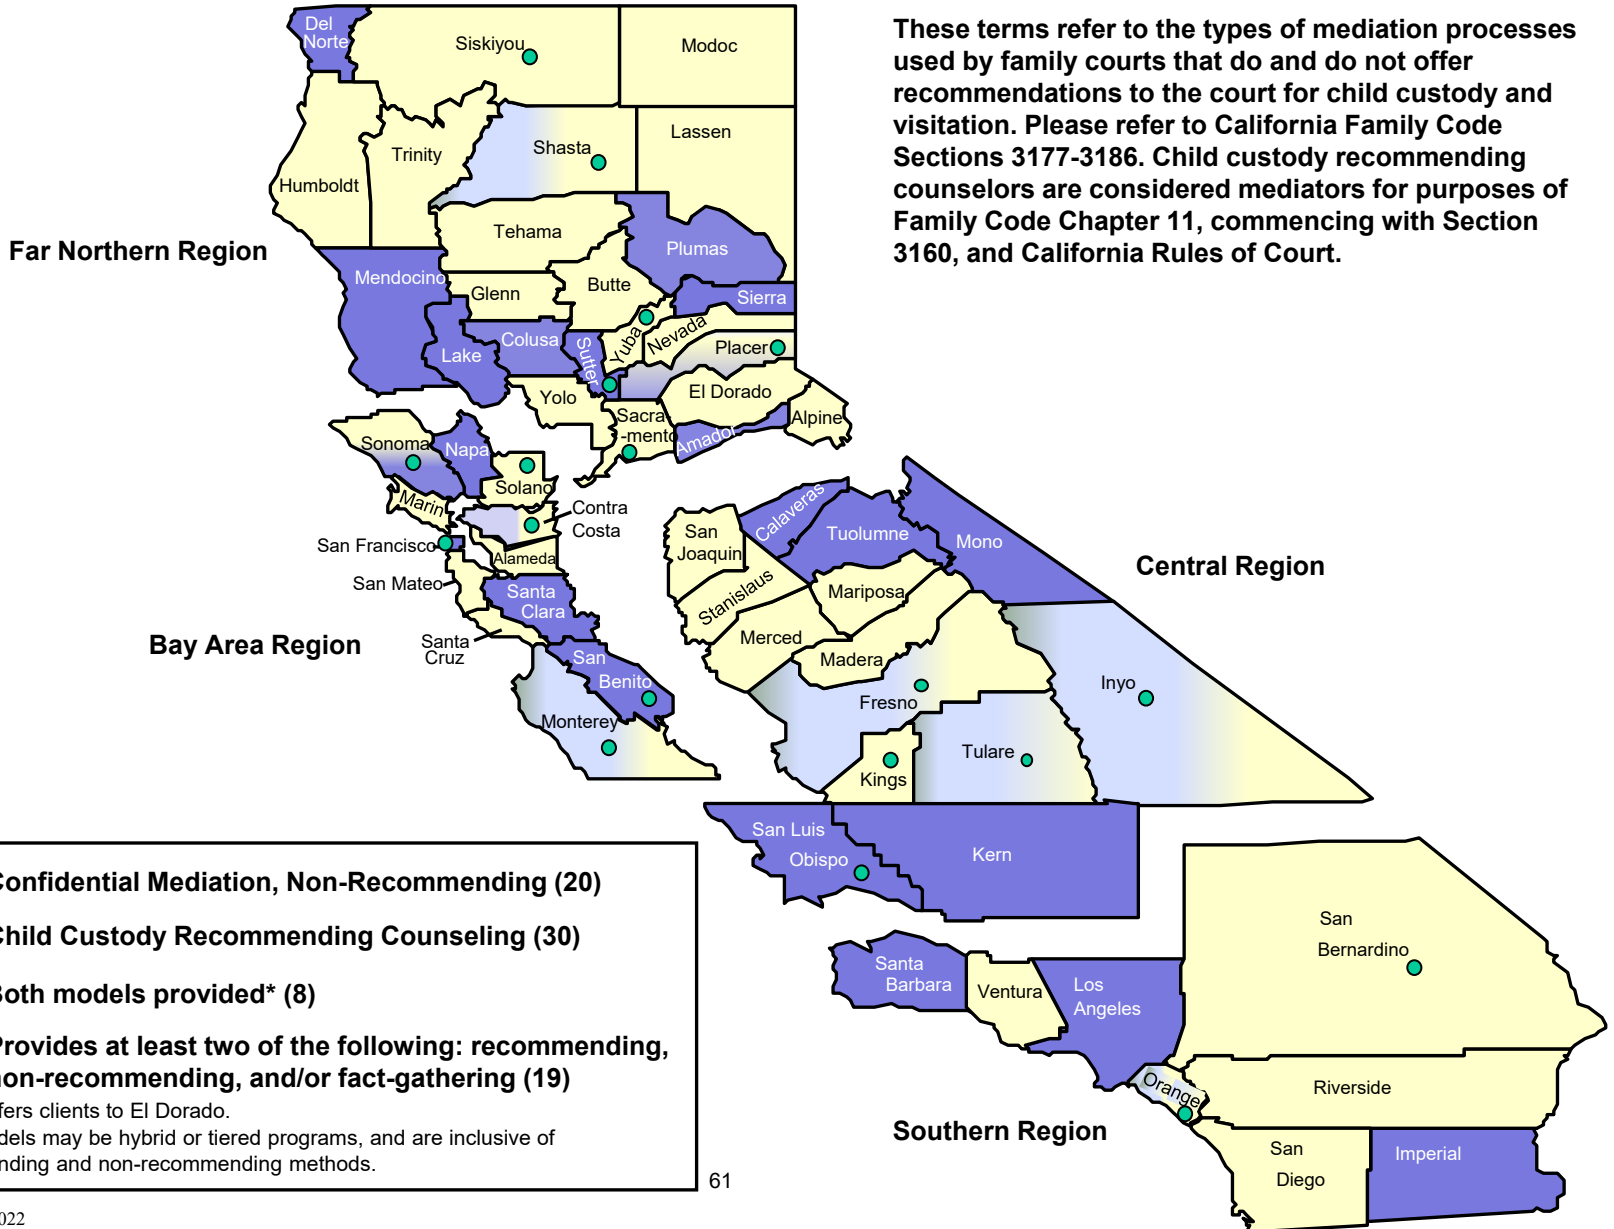 These terms refer to the types of mediation processes
used by family courts that do and do not offer
recommendations to the court for child custody and
visitation. Please refer to California Family Code
Sections 3177-3186. Child custody recommending
counselors are considered mediators for purposes of
Family Code Chapter 11, commencing with Section
3160, and California Rules of Court.
Del
Norte
Siskiyou
Modoc
Trinity
Shasta
Lassen
Humboldt
Far Northern Region
Tehama
Plumas
Mendocino
Glenn
Butte
Sierra
Lake
Colusa
Sutter
Yuba
Nevada
Placer
Yolo
El Dorado
Sacra-
-mento
Amador
Alpine
Sonoma
Napa
Solano
Marin
Contra
Costa
San Francisco
Alameda
San Mateo
Santa
Clara
Santa
Cruz
Bay Area Region
San
Benito
Monterey
San
Joaquin
Calaveras
Tuolumne
Mono
Central Region
Stanislaus
Mariposa
Merced
Madera
Fresno
Inyo
Tulare
Kings
San Luis
Obispo
Kern
San
Bernardino
Santa
Barbara
Ventura
Los
Angeles
Orange
Riverside
Southern Region
San
Diego
Imperial
Confidential Mediation, Non-Recommending (20)
Child Custody Recommending Counseling (30)
Both models provided* (8)
Provides at least two of the following: recommending,
non-recommending, and/or fact-gathering (19)
fers clients to El Dorado.
dels may be hybrid or tiered programs, and are inclusive of
nding and non-recommending methods.
61
022